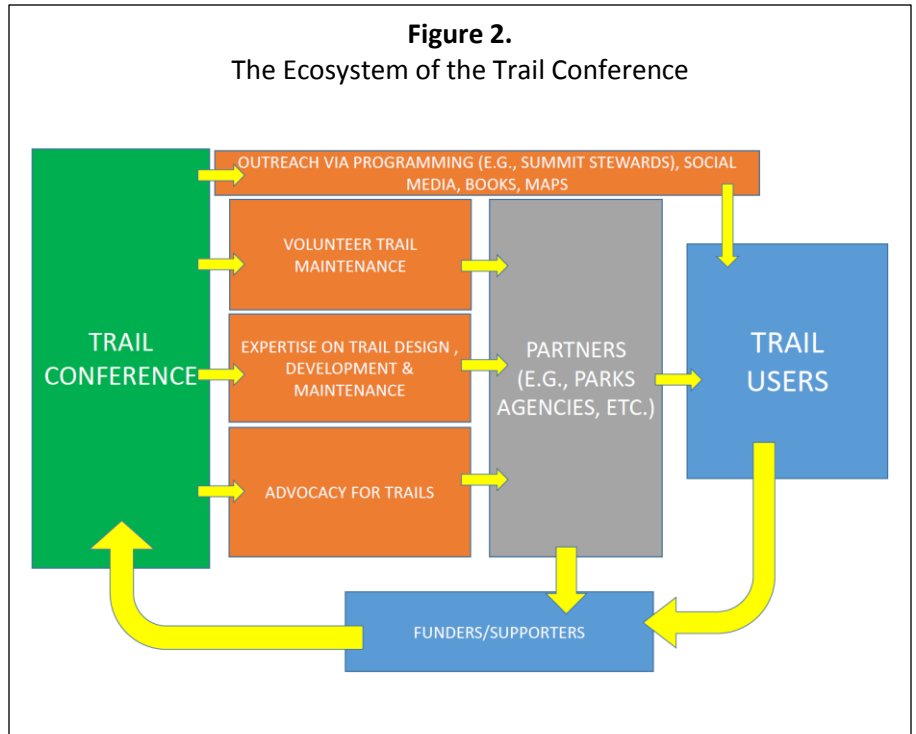 Figure 2.
The Ecosystem of the Trail Conference
OUTREACH VIA PROGRAMMING (E.G., SUMMIT STEWARDS), SOCIAL
MEDIA, BOOKS, MAPS
TRAIL
CONFERENCE
VOLUNTEER TRAIL
MAINTENANCE
EXPERTISE ON TRAIL DESIGN ,
DEVELOPMENT &
MAINTENANCE
ADVOCACY FOR TRAILS
PARTNERS
(E.G., PARKS
AGENCIES, ETC.)
TRAIL
USERS
FUNDERS/SUPPORTERS